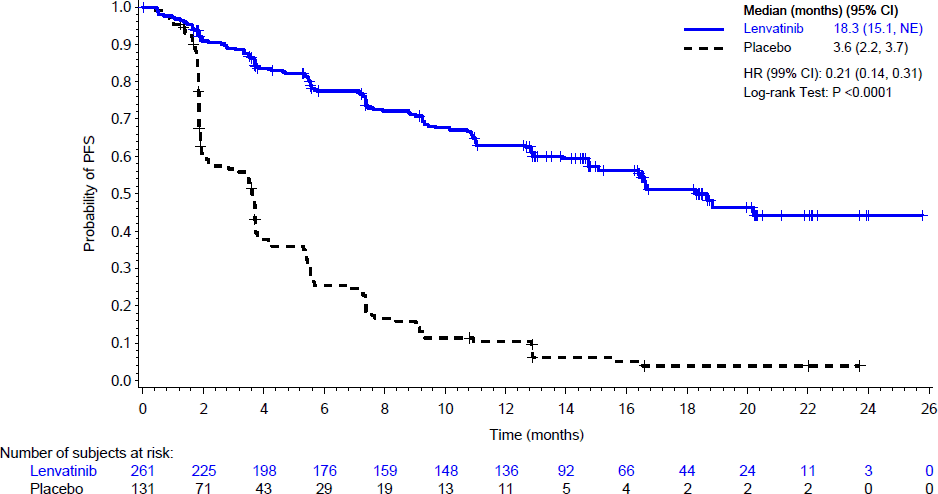 Median (months) (95% CI)
Lenvatinib 18.3 (15.1, NE)
Placebo 3.6 (2.2, 3.7)
HR (99% CI): 0.21 (0.14, 0.31)
Log-rank Test: P <0.0001
Probability of PFS
1.0
0.9
0.8
0.7
0.6
0.5
0.4
0.3
0.2
0.1
0.0
0 2 4 6 8 10 12 14 16 18 20 22 24 26
Time (months)
Number of subjects at risk:
Lenvatinib 261 225 198 176 159 148 136 92 66 44 24 11 3 0
Placebo 131 71 43 29 19 13 11 5 4 2 2 2 0 0